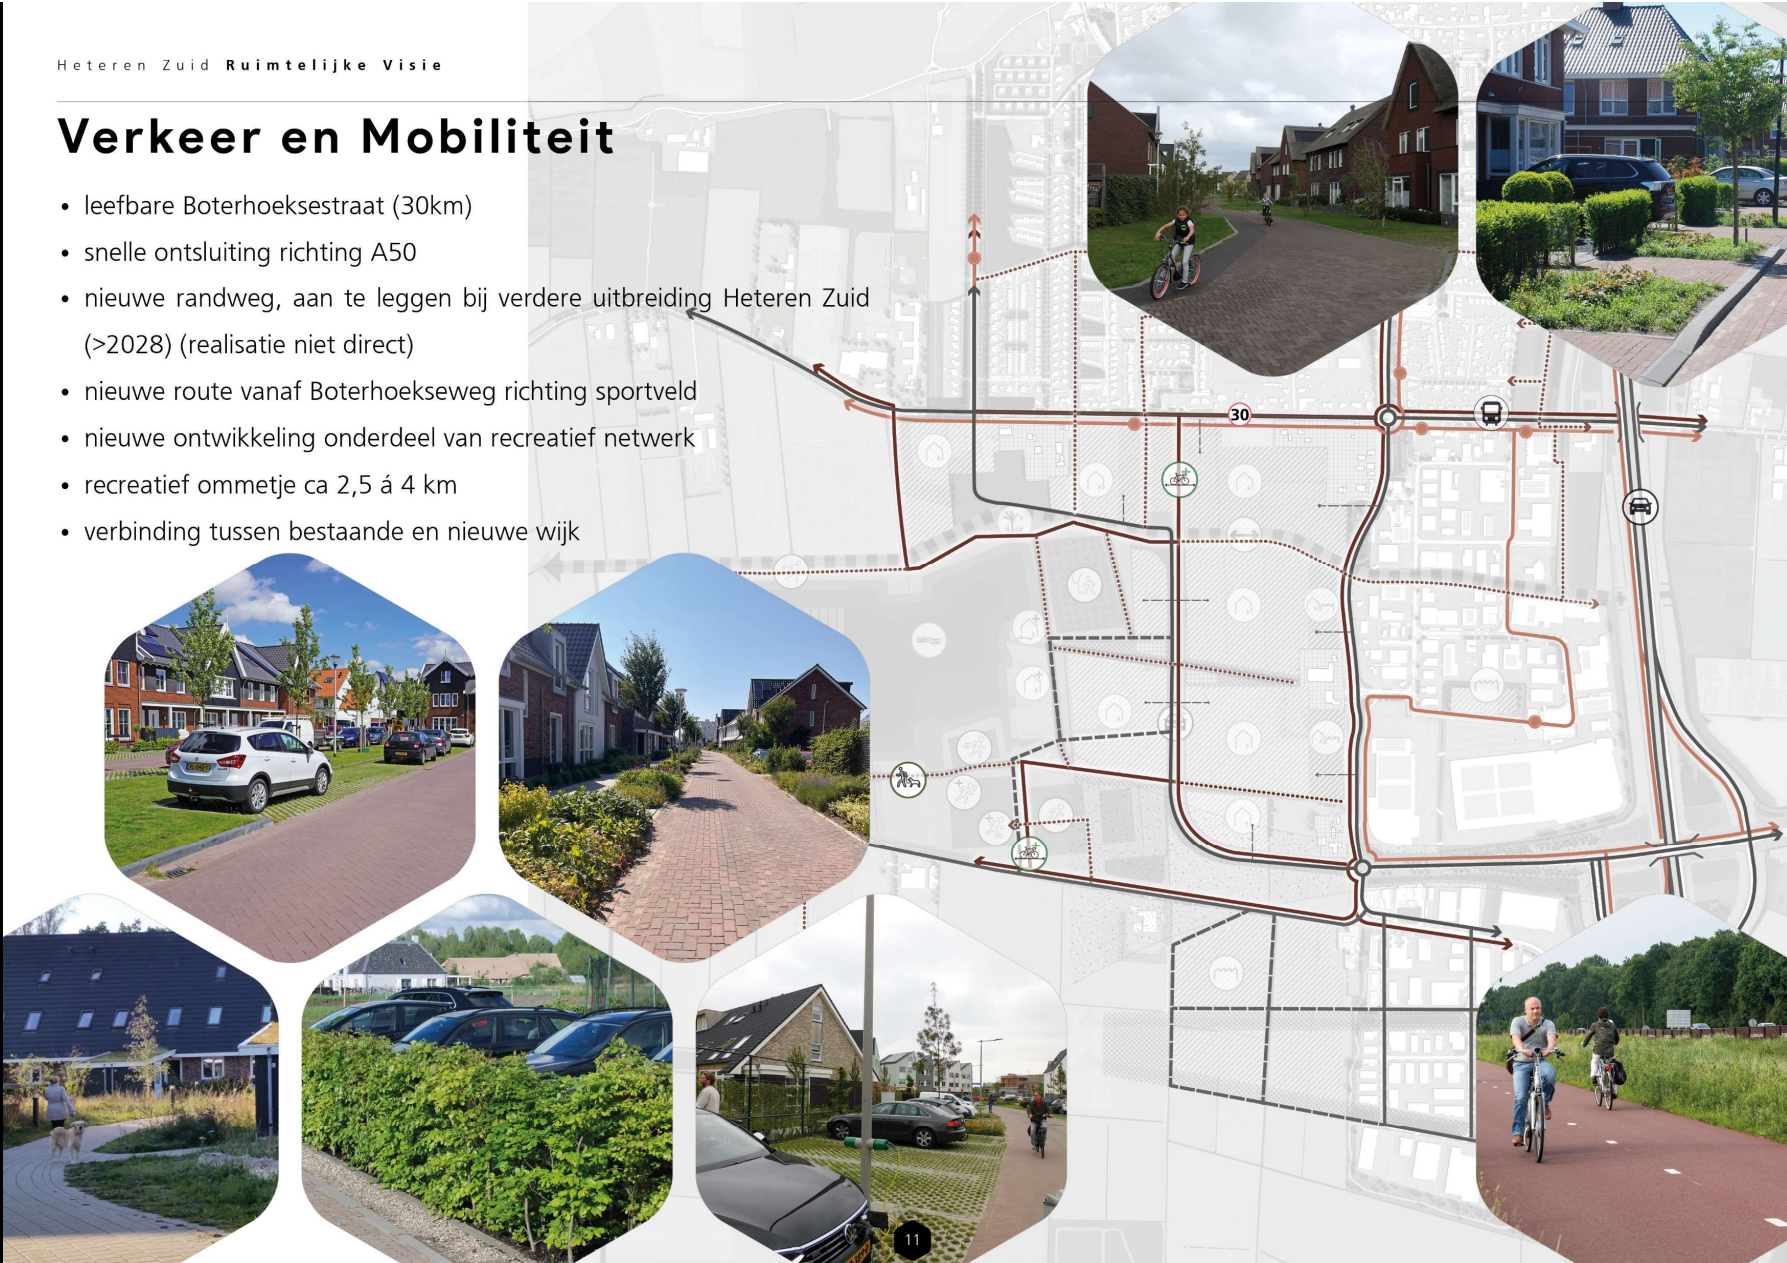 Heteren Zuid Ruimtelijke Visie
Verkeer en Mobiliteit
• leefbare Boterhoeksestraat (30km)
• snelle ontsluiting richting A50
• nieuwe randweg, aan te leggen bij verdere uitbreiding Heteren Zuid
(>2028) (realisatie niet direct)
• nieuwe route vanaf Boterhoekseweg richting sportveld
• nieuwe ontwikkeling onderdeel van recreatief netwerk
• recreatief ommetje ca 2,5 á 4 km
• verbinding tussen bestaande en nieuwe wijk
30
11